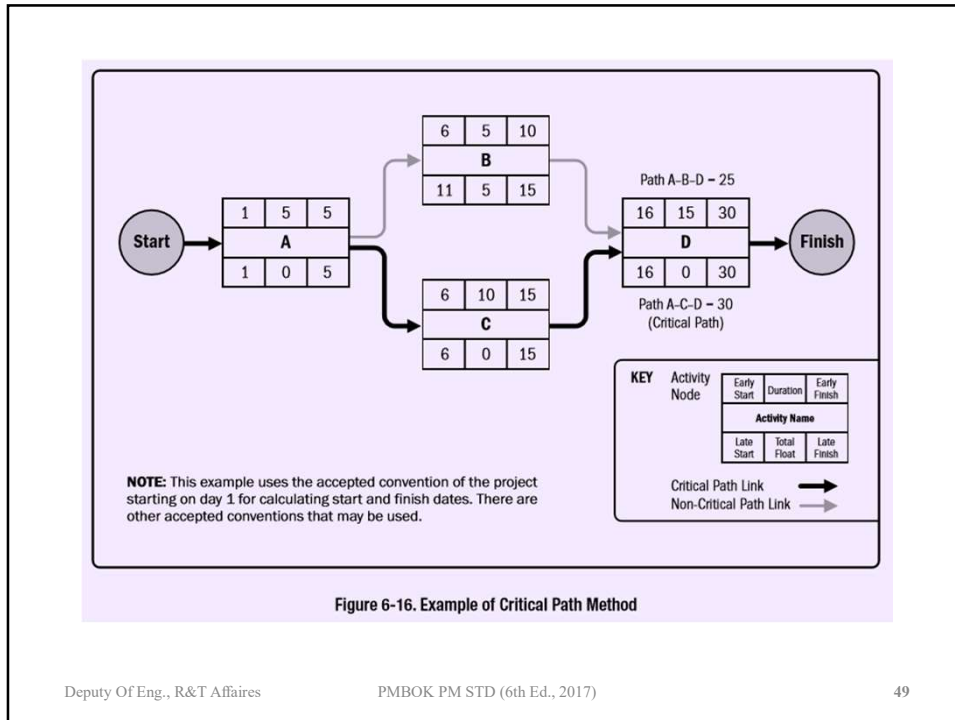 6 5 10
B
11 5 15
Path A–B–D = 25
Start
1 5 5
A
1 0 5
16 15 30
D
16 0 30
Finish
6 10 15
C
6 0 15
Path A–C–D = 30
(Critical Path)
KEY Activity
Node
Early
Start
Duration
Early
Finish
Activity Name
Late
Start
Total
Float
Late
Finish
Critical Path Link
Non-Critical Path Link
NOTE: This example uses the accepted convention of the project
starting on day 1 for calculating start and finish dates. There are
other accepted conventions that may be used.
Figure 6-16. Example of Critical Path Method
Deputy Of Eng., R&T Affaires PMBOK PM STD (6th Ed., 2017) 49